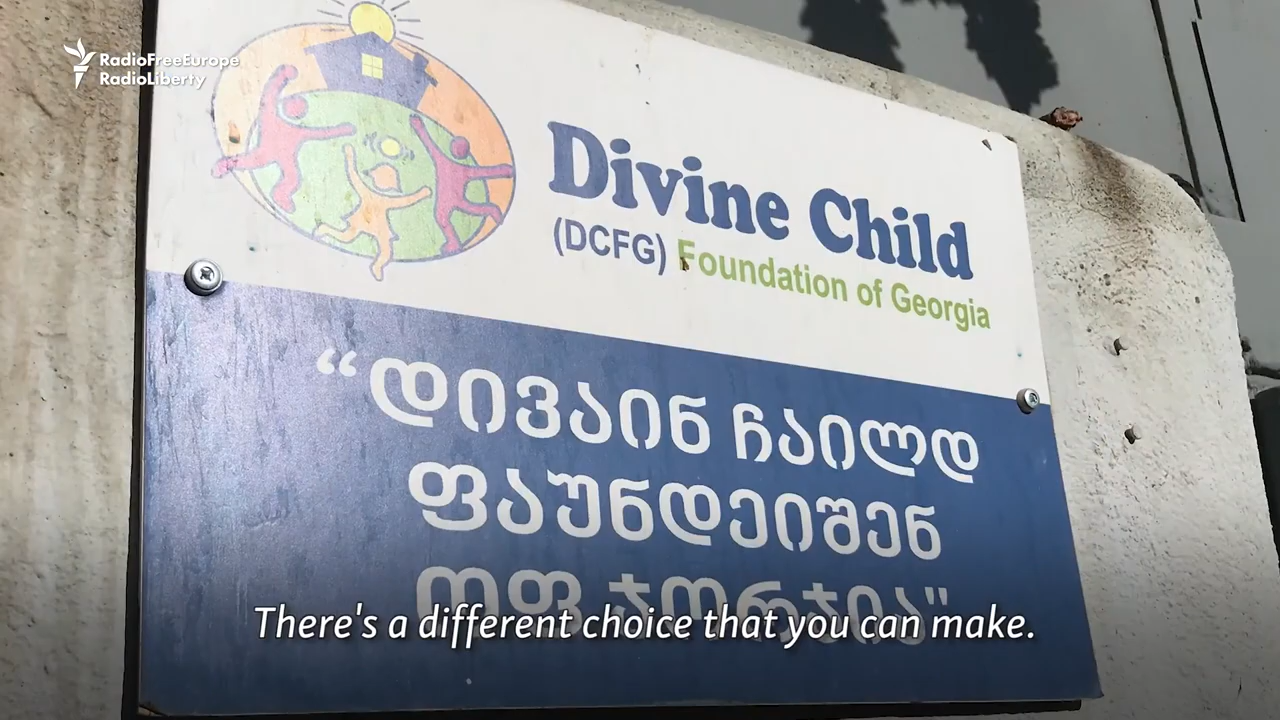 RadioFreeEurope
RadioLiberty
Divine Child
(DCFG) Foundation of Georgia
“დივაინ ჩაილდ
ფაუნდეიშენ
ოფ ჯორჯია"
There's a different choice that you can make.